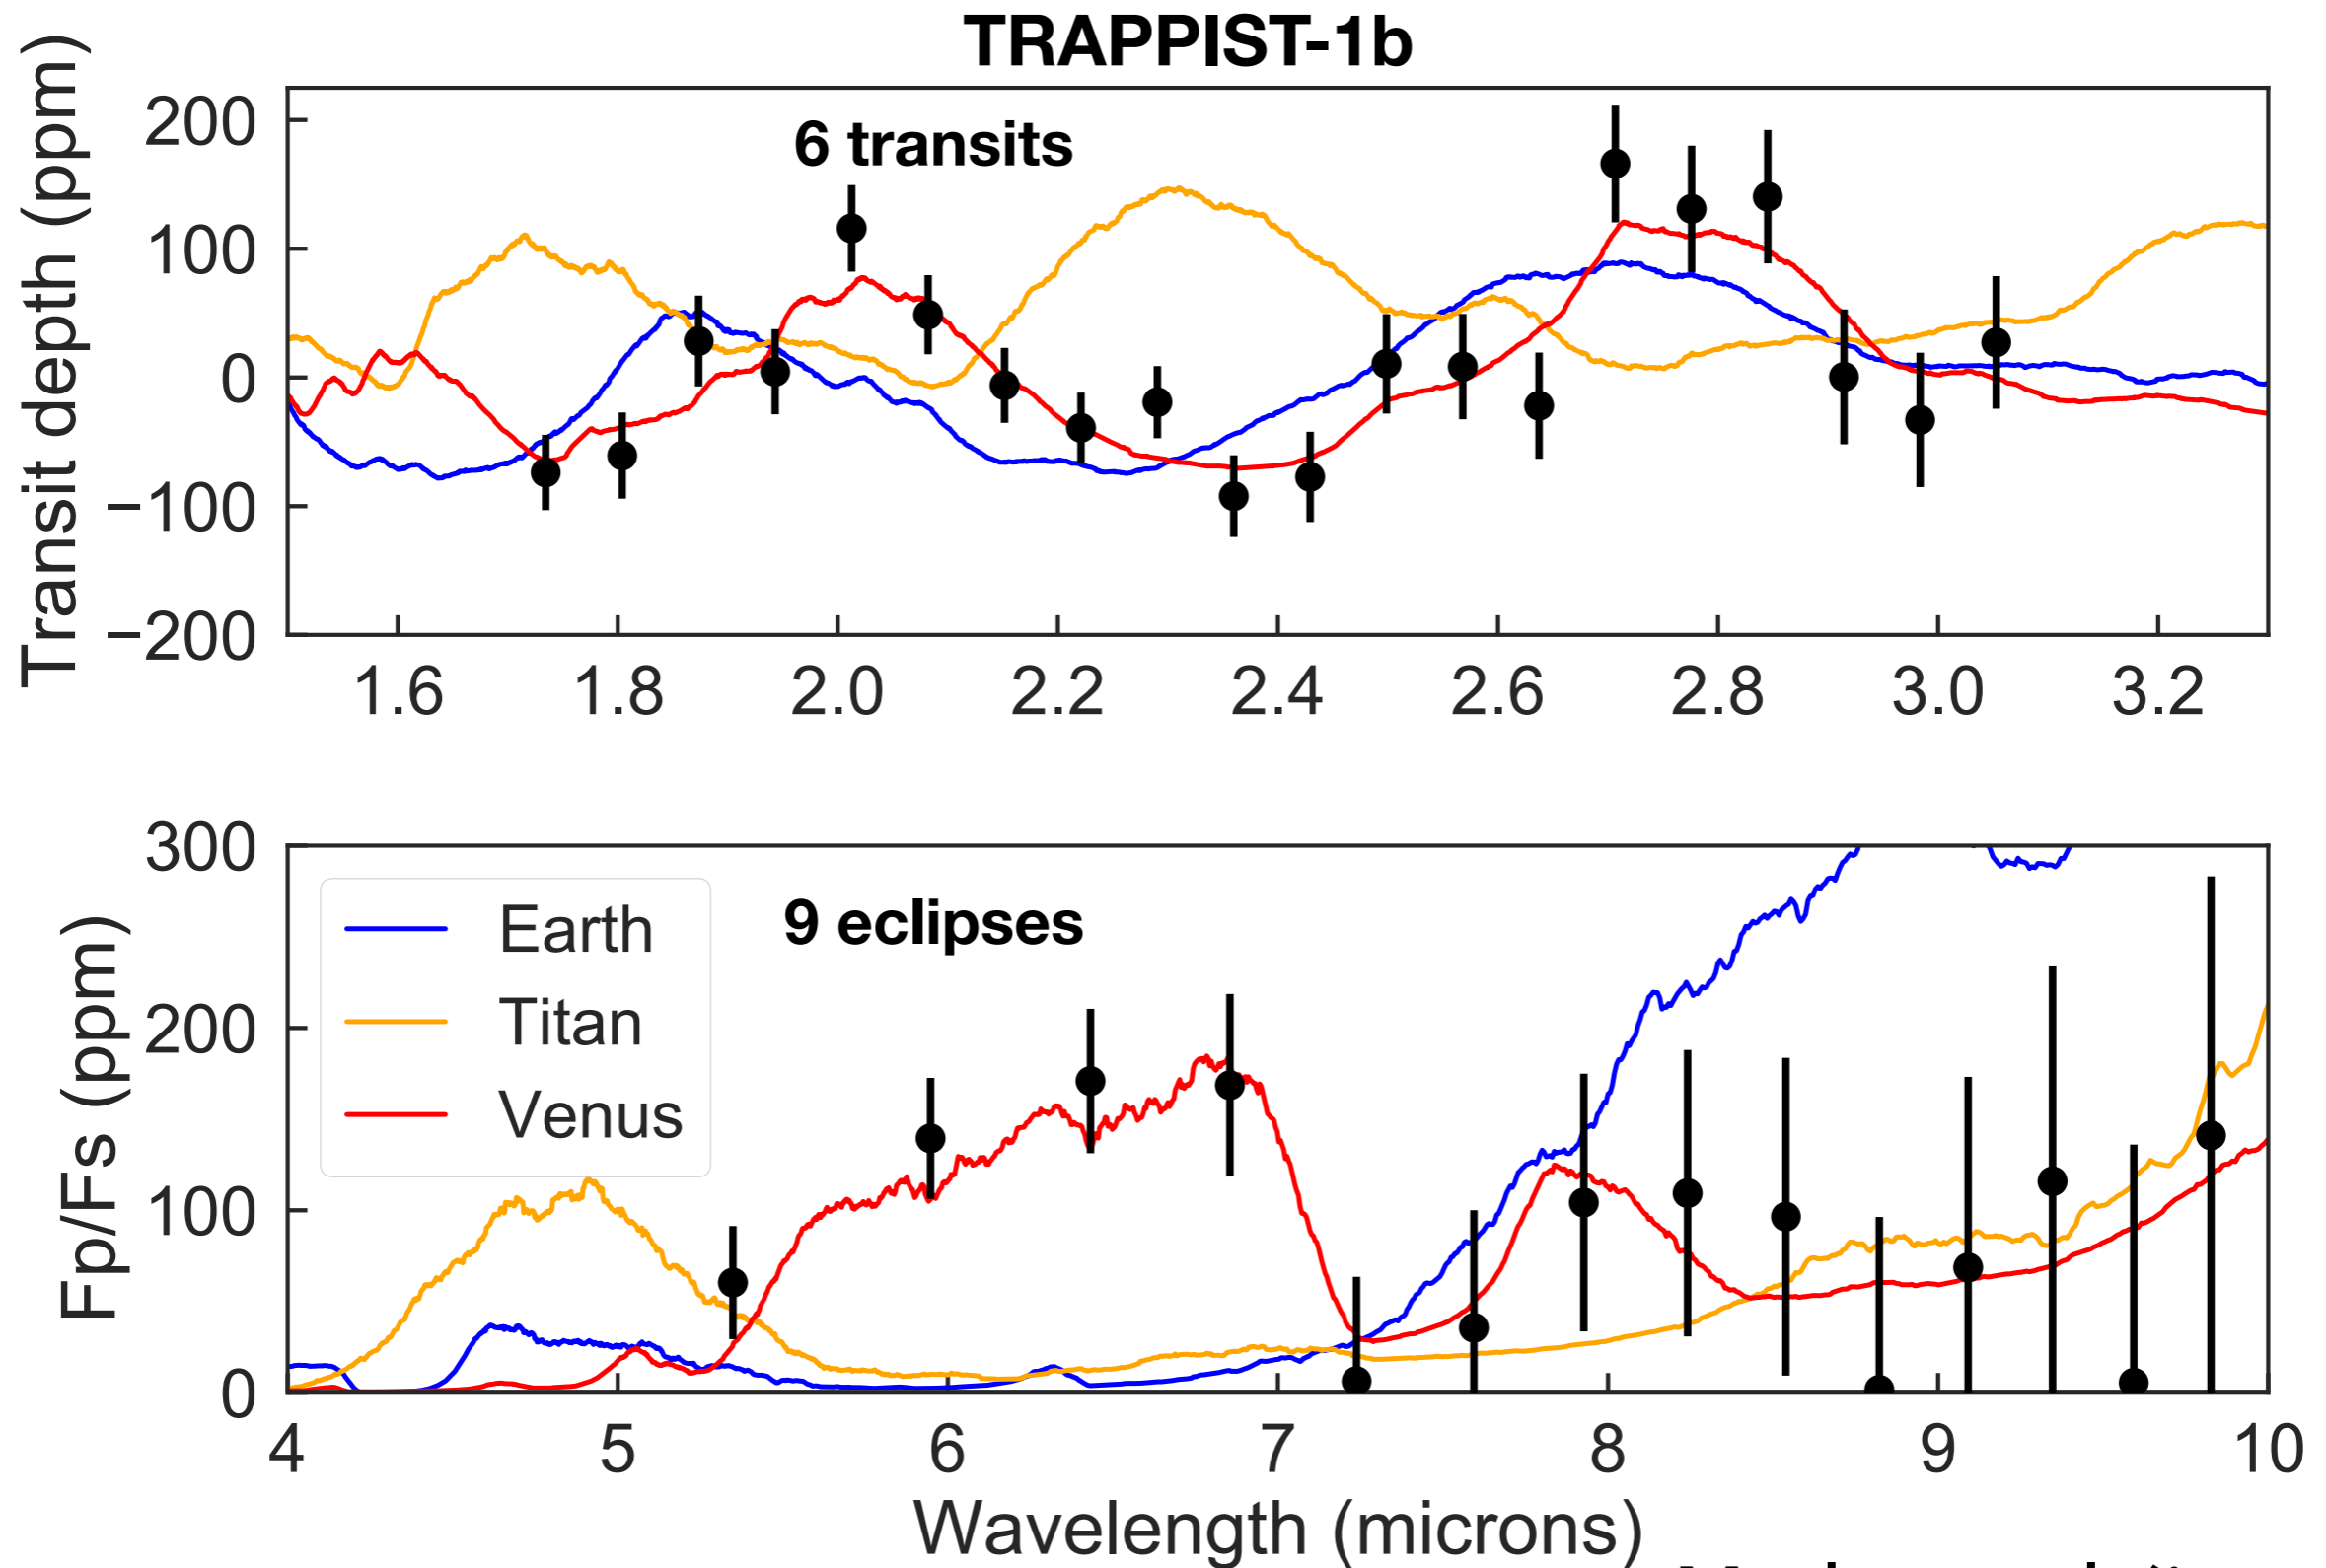 TRAPPIST-1b
Transit depth (ppm)
200
100
0
−100
−200
6 transits
1.6 1.8 2.0 2.2 2.4 2.6 2.8 3.0 3.2
Fp/Fs (ppm)
300
200
100
0
Earth
Titan
Venus
9 eclipses
4 5 6 7 8 9 10
Wavelength (microns)